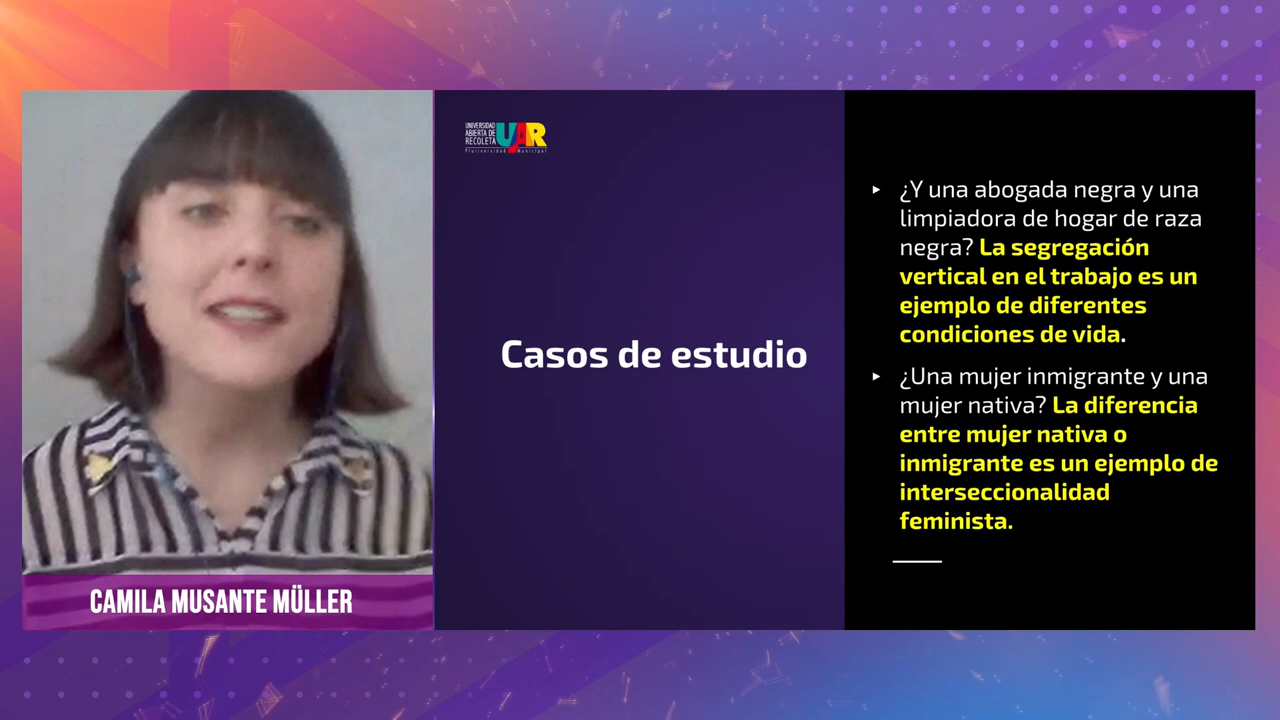 CAMILA MUSANTE MÜLLER
UNIVERSIDAD
ABIERTA DE
RECOLETA
UAR
Pluriversidad Municipal
Casos de estudio
¿Y una abogada negra y una
limpiadora de hogar de raza
negra? La segregación
vertical en el trabajo es un
ejemplo de diferentes
condiciones de vida.
¿Una mujer inmigrante y una
mujer nativa? La diferencia
entre mujer nativa o
inmigrante es un ejemplo de
interseccionalidad
feminista.